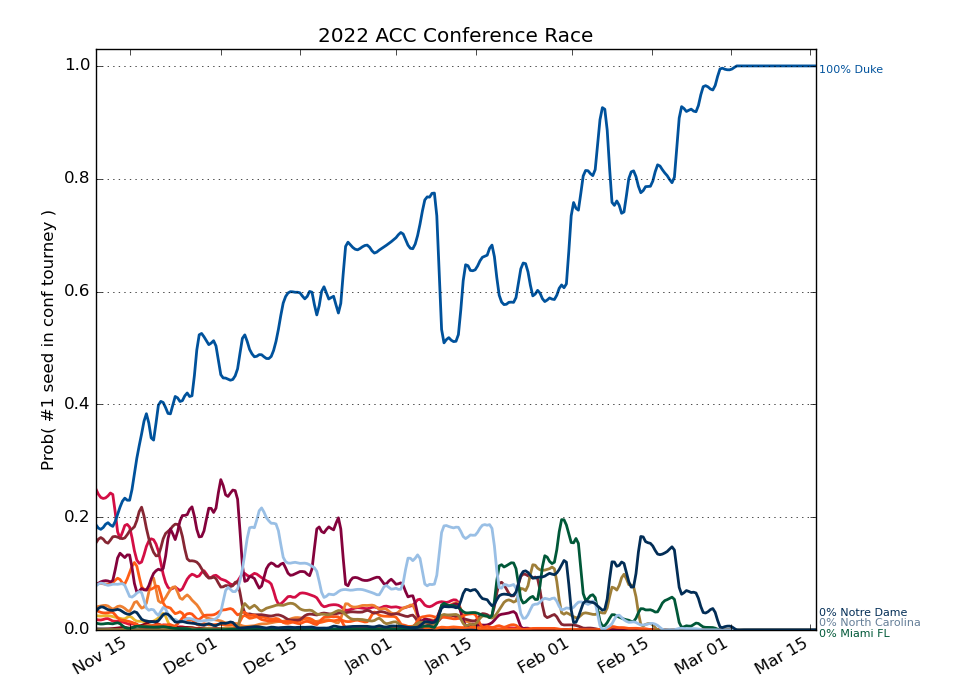 2022 ACC Conference Race
Prob( #1 seed in conf tourney )
1.0
0.8
0.6
0.4
0.2
0.0
100% Duke
0% Notre Dame
0% North Carolina
0% Miami FL
Nov 15
Dec 01
Dec 15
Jan 01
Jan 15
Feb 01
Feb 15
Mar 01
Mar 15